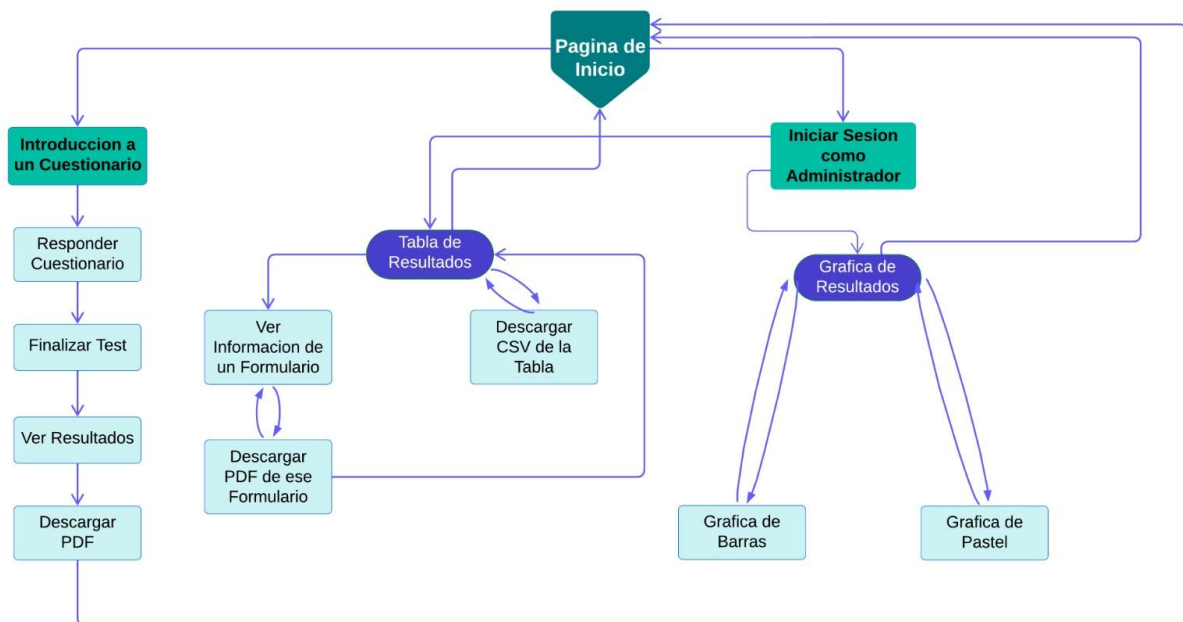 Pagina de
Inicio
Introduccion a
un Cuestionario
Iniciar Sesion
como
Administrador
Responder
Cuestionario
Tabla de
Resultados
Grafica de
Resultados
Finalizar Test
Ver
Informacion de
un Formulario
Descargar
CSV de la
Tabla
Ver Resultados
Descargar
PDF de ese
Formulario
Descargar
PDF
Grafica de
Barras
Grafica de
Pastel